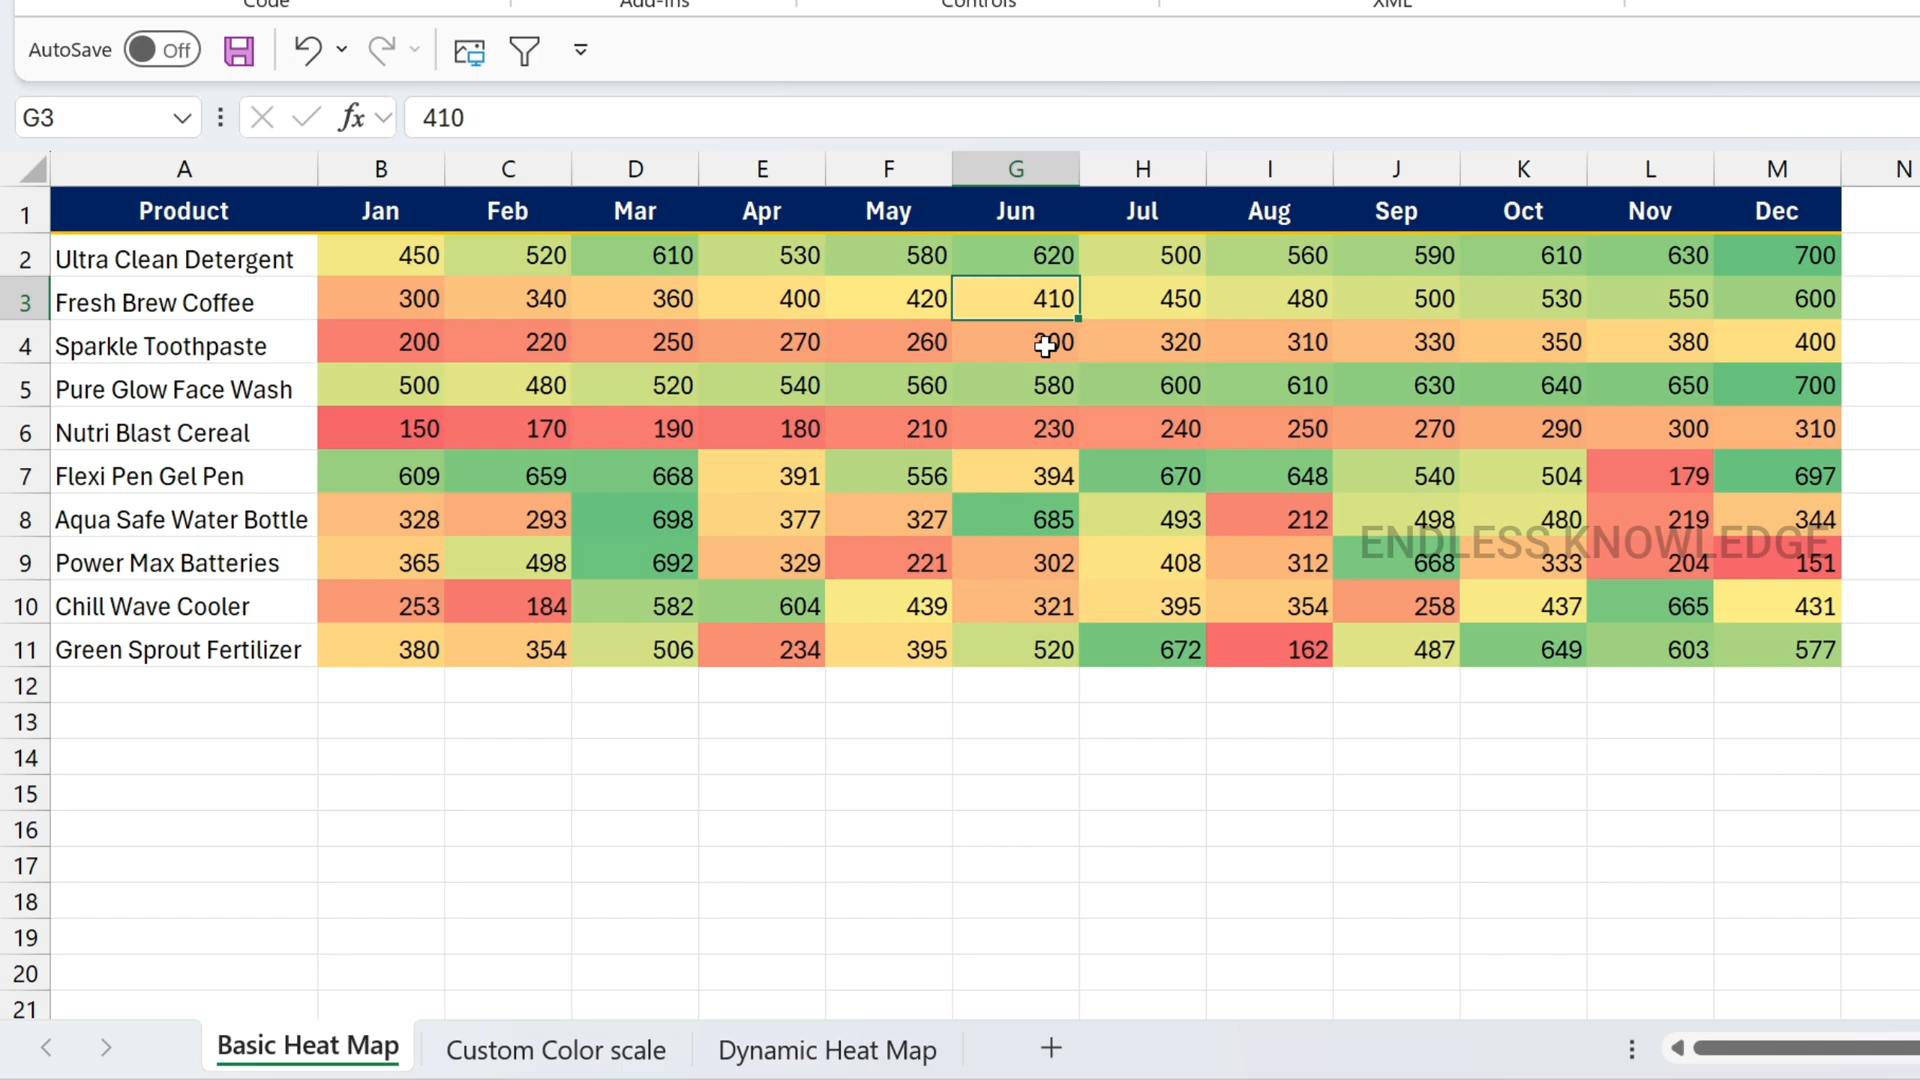 Code Add-ins Controls XML
AutoSave Off
G3 fx 410
A B C D E F G H I J K L M N
1 Product Jan Feb Mar Apr May Jun Jul Aug Sep Oct Nov Dec
2 Ultra Clean Detergent 450 520 610 530 580 620 500 560 590 610 630 700
3 Fresh Brew Coffee 300 340 360 400 420 410 450 480 500 530 550 600
4 Sparkle Toothpaste 200 220 250 270 260 320 310 330 350 380 400
5 Pure Glow Face Wash 500 480 520 540 560 580 600 610 630 640 650 700
6 Nutri Blast Cereal 150 170 190 180 210 230 240 250 270 290 300 310
7 Flexi Pen Gel Pen 609 659 668 391 556 394 670 648 540 504 179 697
8 Aqua Safe Water Bottle 328 293 698 377 327 685 493 212 498 480 219 344
ENDLESS KNOWLEDGE
9 Power Max Batteries 365 498 692 329 221 302 408 312 668 333 204 151
10 Chill Wave Cooler 253 184 582 604 439 321 395 354 258 437 665 431
11 Green Sprout Fertilizer 380 354 506 234 395 520 672 162 487 649 603 577
12
13
14
15
16
17
18
19
20
21
Basic Heat Map Custom Color scale Dynamic Heat Map